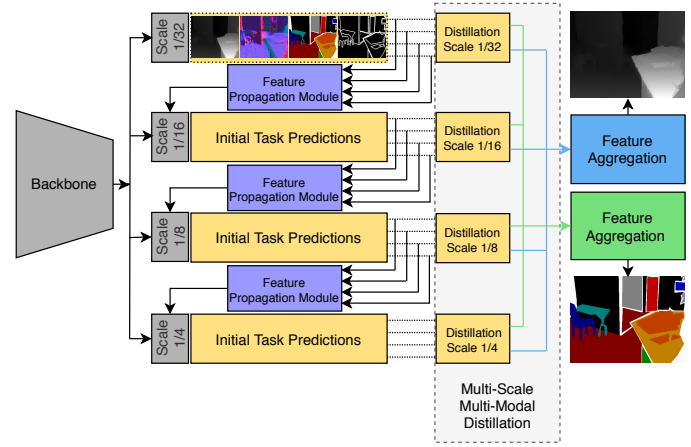 Scale
1/32
Distillation
Scale 1/32
Feature
Propagation Module
Scale
1/16
Initial Task Predictions
Distillation
Scale 1/16
Feature
Aggregation
Backbone
Feature
Propagation Module
Scale
1/8
Initial Task Predictions
Distillation
Scale 1/8
Feature
Aggregation
Feature
Propagation Module
Scale
1/4
Initial Task Predictions
Distillation
Scale 1/4
Multi-Scale
Multi-Modal
Distillation